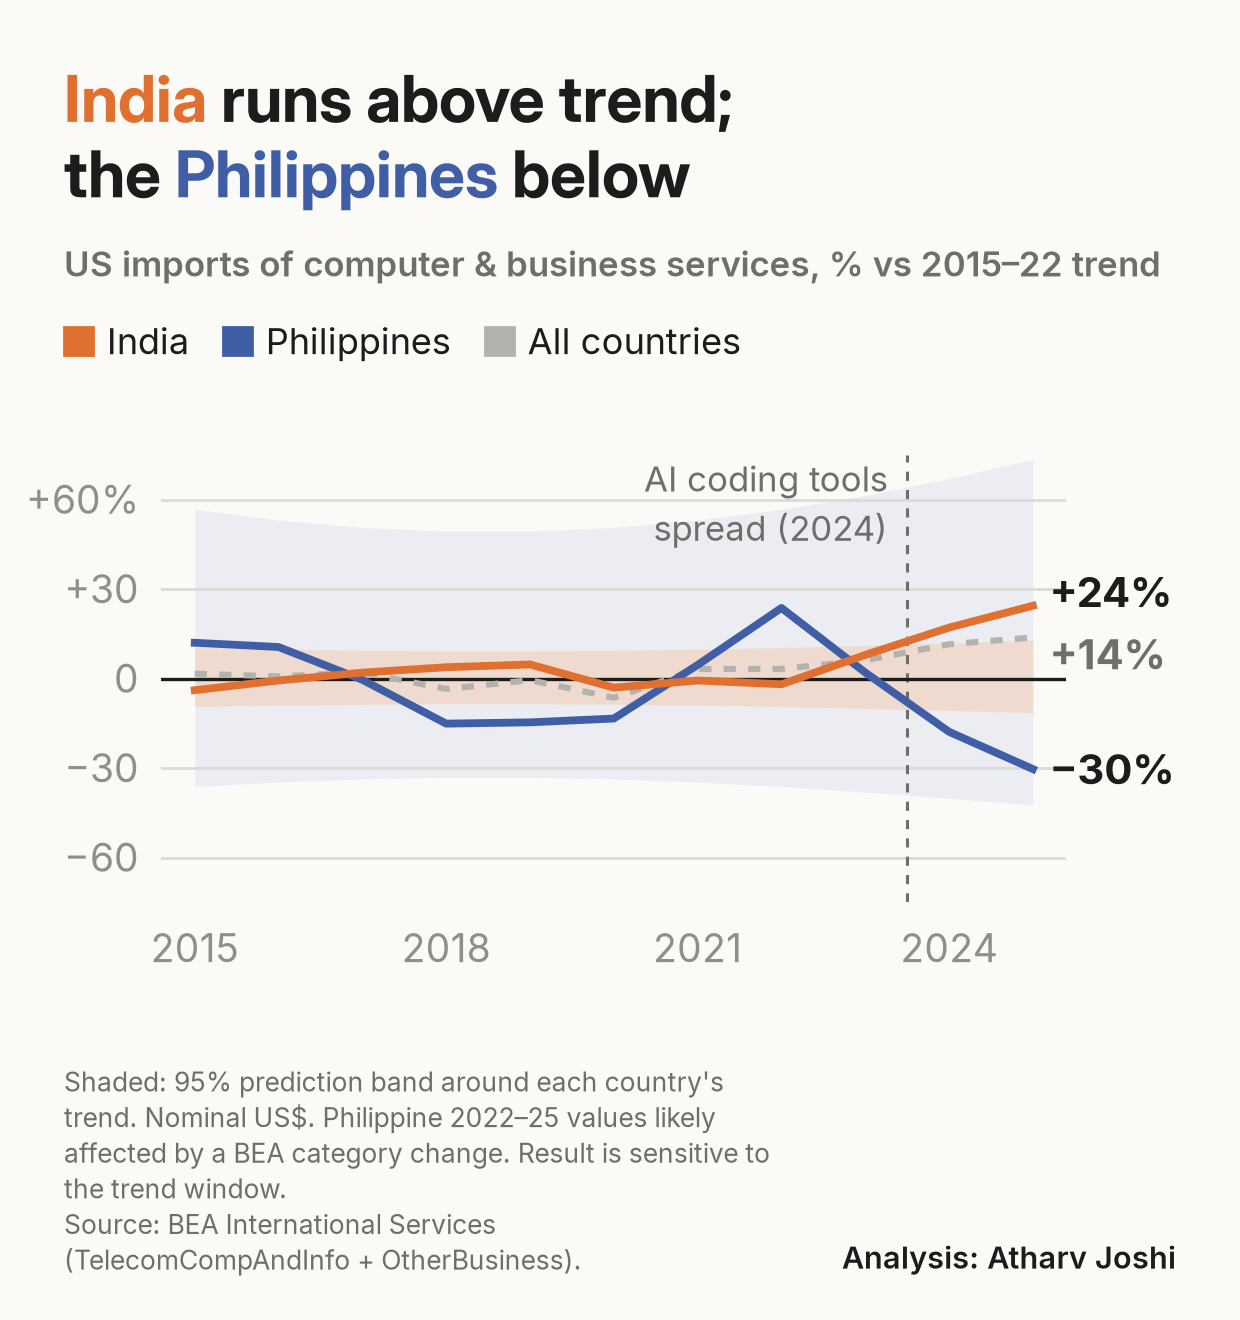 India runs above trend;
the Philippines below
US imports of computer & business services, % vs 2015–22 trend
India Philippines All countries
AI coding tools
spread (2024)
+60%
+30
0
−30
−60
+24%
+14%
−30%
2015 2018 2021 2024
Shaded: 95% prediction band around each country's
trend. Nominal US$. Philippine 2022–25 values likely
affected by a BEA category change. Result is sensitive to
the trend window.
Source: BEA International Services
(TelecomCompAndInfo + OtherBusiness).
Analysis: Atharv Joshi